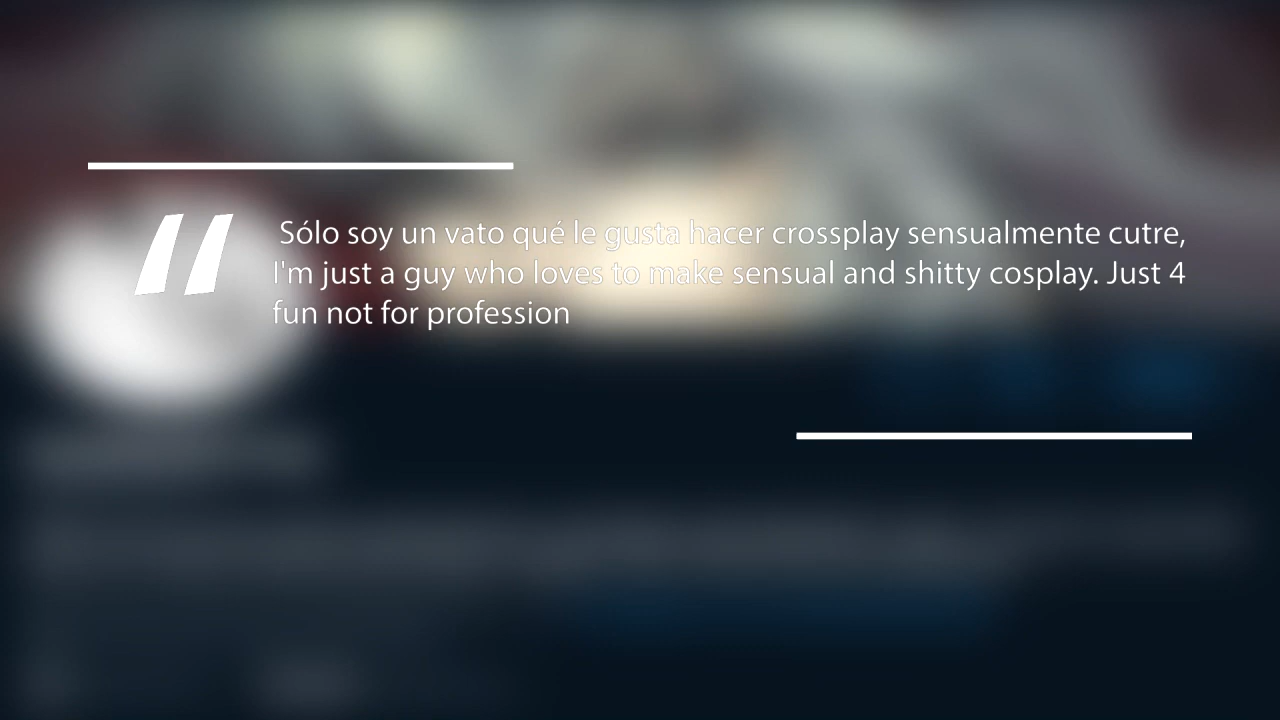 “ Sólo soy un vato qué le gusta hacer crossplay sensualmente cutre,
I'm just a guy who loves to make sensual and shitty cosplay. Just 4
fun not for profession